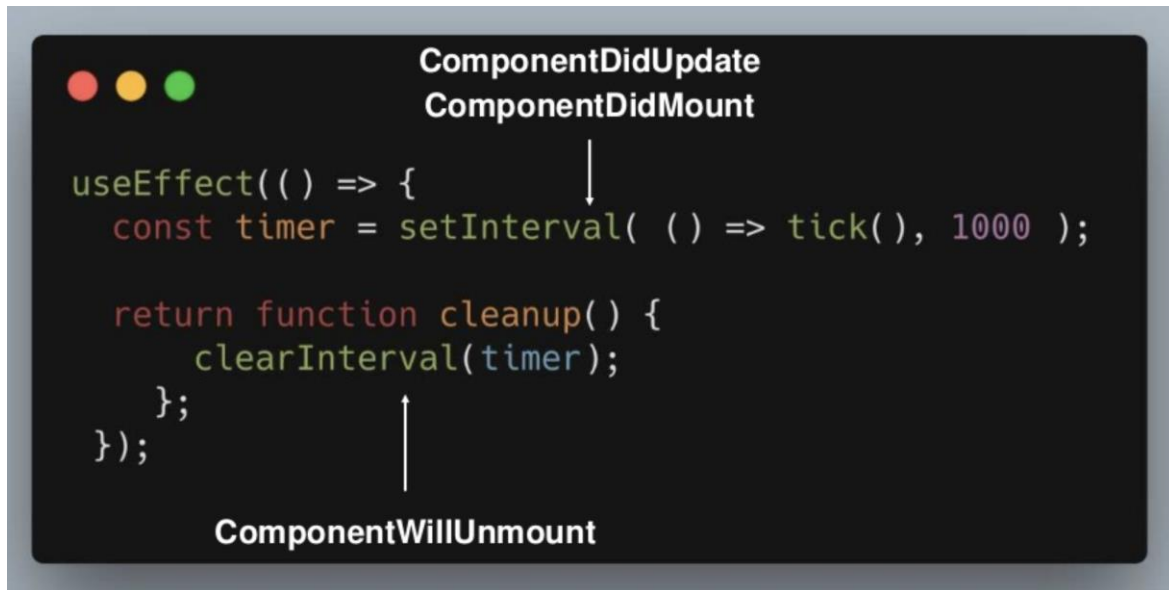 ComponentDidUpdate
ComponentDidMount
useEffect(() => {
const timer = setInterval( () => tick(), 1000 );
return function cleanup() {
clearInterval(timer);
};
});
ComponentWillUnmount